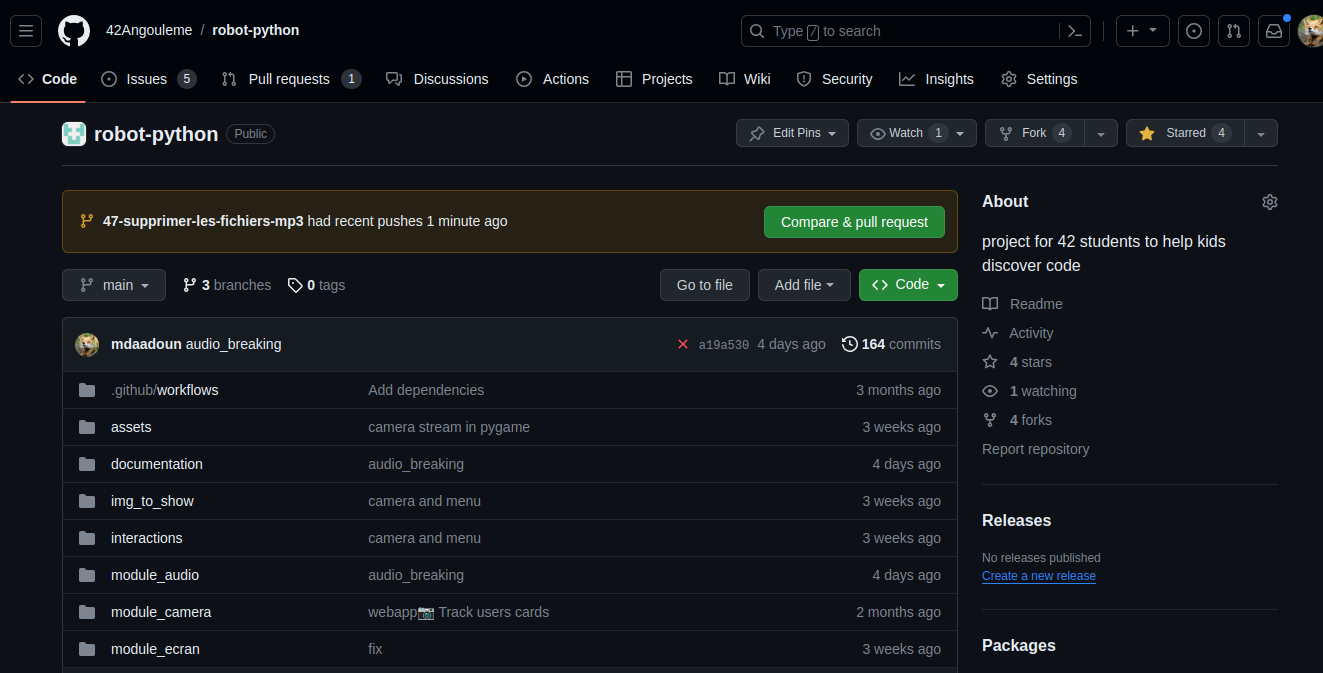 42Angouleme / robot-python
Type / to search
Code Issues 5 Pull requests 1 Discussions Actions Projects Wiki Security Insights Settings
robot-python Public
Edit Pins Watch 1 Fork 4 Starred 4
47-supprimer-les-fichiers-mp3 had recent pushes 1 minute ago
Compare & pull request
main 3 branches 0 tags Go to file Add file Code
mdaadoun audio_breaking a19a530 4 days ago 164 commits
.github/workflows Add dependencies 3 months ago
assets camera stream in pygame 3 weeks ago
documentation audio_breaking 4 days ago
img_to_show camera and menu 3 weeks ago
interactions camera and menu 3 weeks ago
module_audio audio_breaking 4 days ago
module_camera webapp📷 Track users cards 2 months ago
module_ecran fix 3 weeks ago
About
project for 42 students to help kids
discover code
Readme
Activity
4 stars
1 watching
4 forks
Report repository
Releases
No releases published
Create a new release
Packages